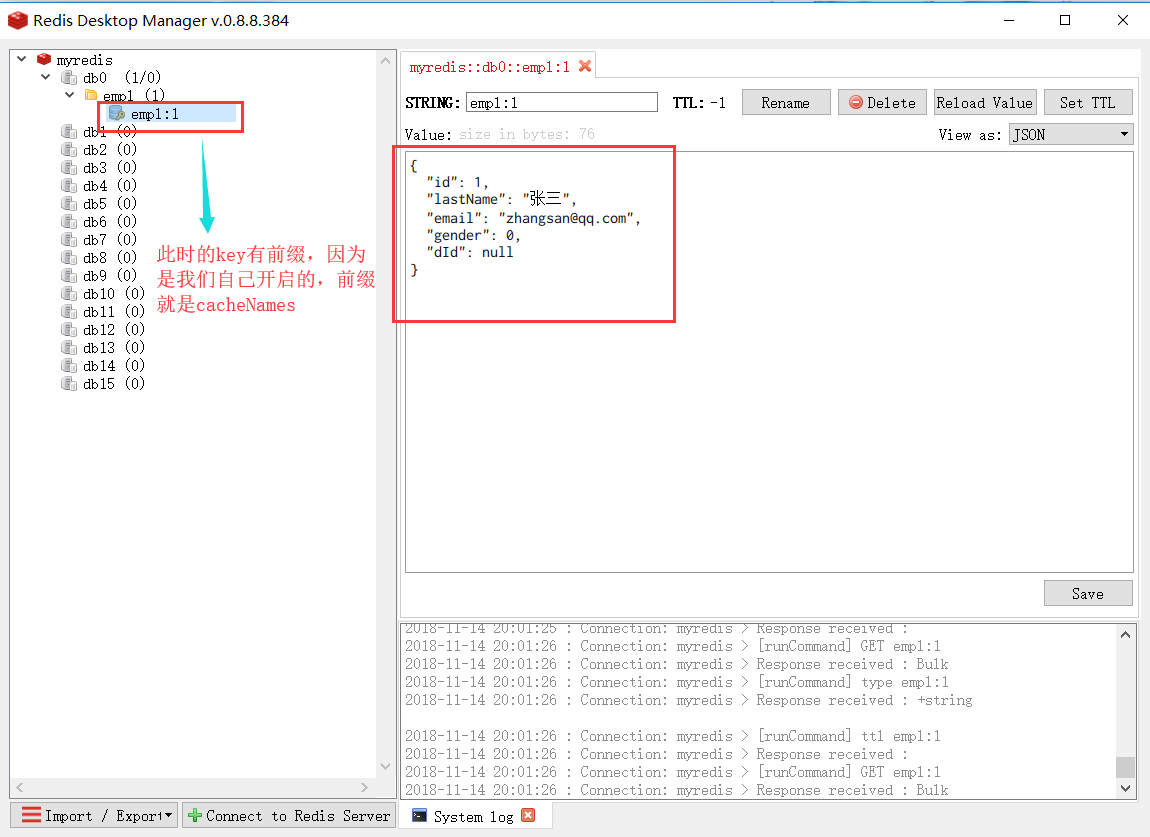 Redis Desktop Manager v.0.8.8.384
myredis
db0 (1/0)
emp1 (1)
emp1:1
db1 (0)
db2 (0)
db3 (0)
db4 (0)
db5 (0)
db6 (0)
db7 (0)
db8 (0)
db9 (0)
db10 (0)
db11 (0)
db12 (0)
db13 (0)
db14 (0)
db15 (0)
此时的key有前缀，因为
是我们自己开启的，前缀
就是cacheNames
Import / Export
Connect to Redis Server
myredis::db0::emp1:1
STRING: emp1:1 TTL: -1 Rename Delete Reload Value Set TTL
Value: size in bytes: 76 View as: JSON
{
"id": 1,
"lastName": "张三",
"email": "zhangsan@qq.com",
"gender": 0,
"dId": null
}
Save
2018-11-14 20:01:25 : Connection: myredis > Response received :
2018-11-14 20:01:26 : Connection: myredis > [runCommand] GET emp1:1
2018-11-14 20:01:26 : Connection: myredis > Response received : Bulk
2018-11-14 20:01:26 : Connection: myredis > [runCommand] type emp1:1
2018-11-14 20:01:26 : Connection: myredis > Response received : +string
2018-11-14 20:01:26 : Connection: myredis > [runCommand] ttl emp1:1
2018-11-14 20:01:26 : Connection: myredis > Response received :
2018-11-14 20:01:26 : Connection: myredis > [runCommand] GET emp1:1
2018-11-14 20:01:26 : Connection: myredis > Response received : Bulk
System log